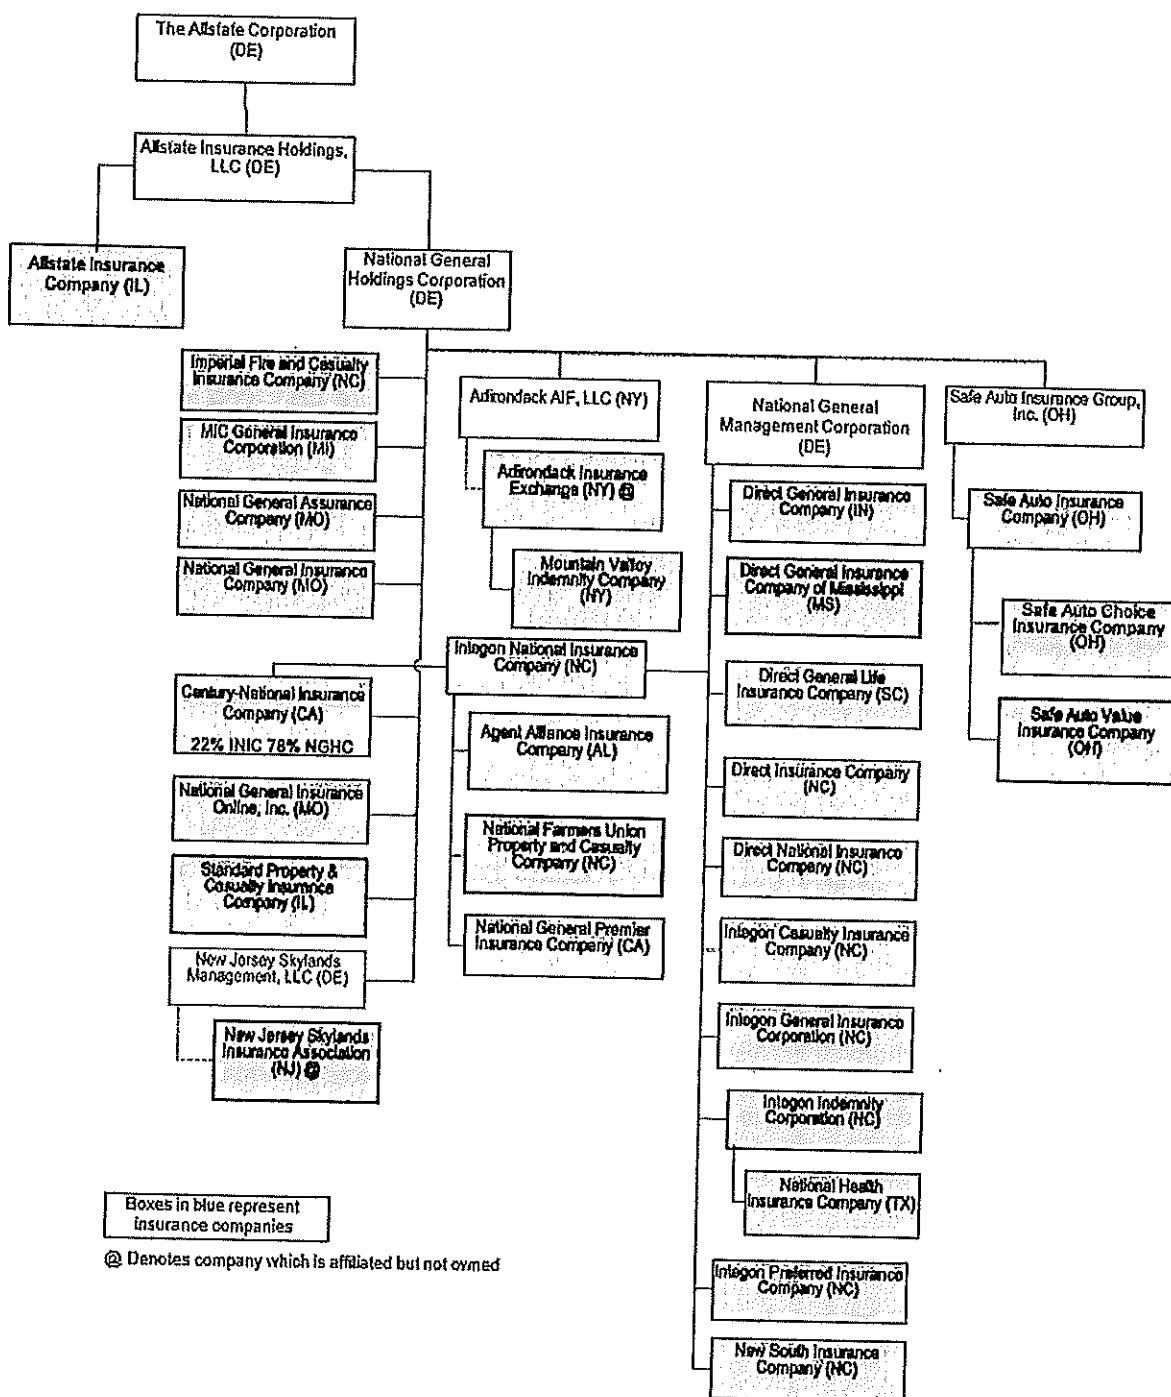 The Allstate Corporation
(DE)
Allstate Insurance Holdings,
LLC (DE)
Allstate Insurance
Company (IL)
National General
Holdings Corporation
(DE)
Imperial Fire and Casualty
Insurance Company (NC)
MIC General Insurance
Corporation (MI)
National General Assurance
Company (MO)
National General Insurance
Company (MO)
Century-National Insurance
Company (CA)
22% INIC 78% NGHC
National General Insurance
Online, Inc. (MO)
Standard Property &
Casualty Insurance
Company (IL)
New Jersey Skylands
Management, LLC (DE)
New Jersey Skylands
Insurance Association
(NJ) @
Adirondack AIF, LLC (NY)
Adirondack Insurance
Exchange (NY) @
Mountain Valley
Indemnity Company
(NY)
Integon National Insurance
Company (NC)
Agent Alliance Insurance
Company (AL)
National Farmers Union
Property and Casualty
Company (NC)
National General Premier
Insurance Company (CA)
National General
Management Corporation
(DE)
Direct General Insurance
Company (IN)
Direct General Insurance
Company of Mississippi
(MS)
Direct General Life
Insurance Company (SC)
Direct Insurance Company
(NC)
Direct National Insurance
Company (NC)
Integon Casualty Insurance
Company (NC)
Integon General Insurance
Corporation (NC)
Integon Indemnity
Corporation (NC)
National Health
Insurance Company (TX)
Integon Preferred Insurance
Company (NC)
New South Insurance
Company (NC)
Safe Auto Insurance Group,
Inc. (OH)
Safe Auto Insurance
Company (OH)
Safe Auto Choice
Insurance Company
(OH)
Safe Auto Value
Insurance Company
(OH)
Boxes in blue represent
insurance companies
@ Denotes company which is affiliated but not owned